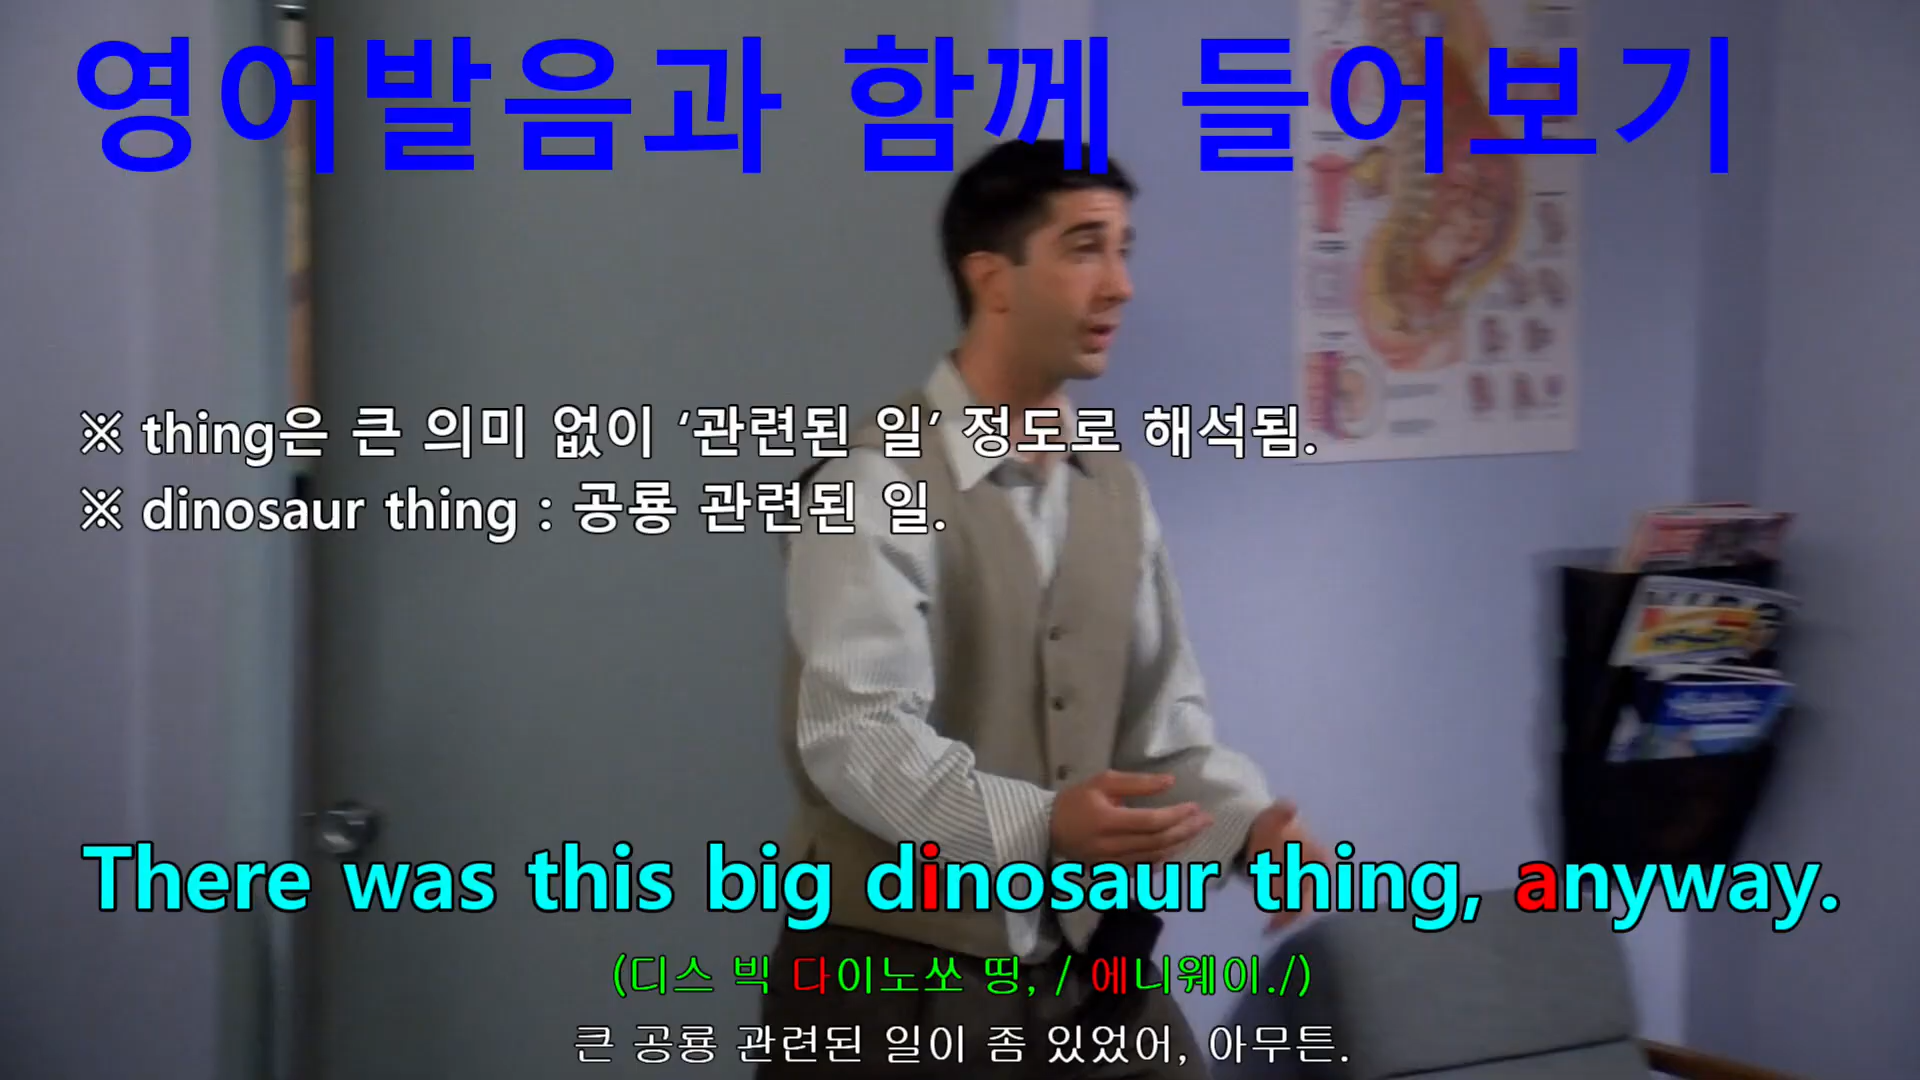 영어발음과 함께 들어보기
※ thing은 큰 의미 없이 ‘관련된 일’ 정도로 해석됨.
※ dinosaur thing : 공룡 관련된 일.
There was this big dinosaur thing, anyway.
(디스 빅 다이노쏘 띵, / 에니웨이./)
큰 공룡 관련된 일이 좀 있었어, 아무튼.